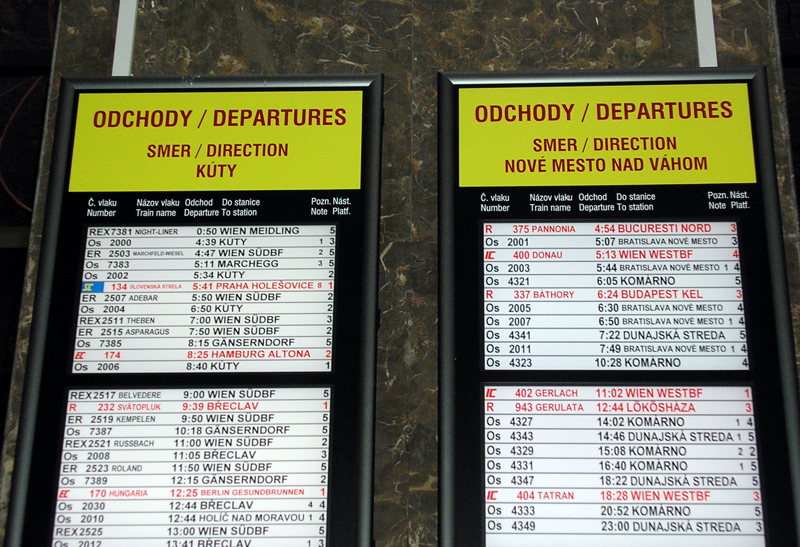 ODCHODY / DEPARTURES
SMER / DIRECTION
KÚTY
Č. vlaku Názov vlaku Odchod Do stanice Pozn. Nást.
Number Train name Departure To station Note Platf.
REX7381 NIGHT-LINER 0:50 WIEN MEIDLING 5
Os 2000 4:39 KÚTY 1 3
ER 2503 MARCHFELD-WIESEL 4:47 WIEN SÜDBF 2 5
Os 7383 5:11 MARCHEGG 3 5
Os 2002 5:34 KÚTY 2
SC 134 SLOVENSKÁ STRELA 5:41 PRAHA HOLEŠOVICE 8 1
ER 2507 ADEBAR 5:50 WIEN SÜDBF 5
Os 2004 6:50 KÚTY 2
REX2511 THEBEN 7:00 WIEN SÜDBF 3
ER 2515 ASPARAGUS 7:50 WIEN SÜDBF 2
Os 7385 8:15 GÄNSERNDORF 5
EC 174 8:25 HAMBURG ALTONA 2
Os 2006 8:40 KÚTY 1
REX2517 BELVEDERE 9:00 WIEN SÜDBF 5
R 232 SVÄTOPLUK 9:39 BŘECLAV 1
ER 2519 KEMPELEN 9:50 WIEN SÜDBF 5
Os 7387 10:18 GÄNSERNDORF 5
REX2521 RUSSBACH 11:00 WIEN SÜDBF 2
Os 2008 11:05 BŘECLAV 3
ER 2523 ROLAND 11:50 WIEN SÜDBF 5
Os 7389 12:15 GÄNSERNDORF 5
EC 170 HUNGARIA 12:25 BERLIN GESUNDBRUNNEN 1
Os 2030 12:44 BŘECLAV 4 4
Os 2010 12:44 HOLÍČ NAD MORAVOU 1 4
REX2525 13:00 WIEN SÜDBF 5
Os 2012 13:41 BŘECLAV 1 3
ODCHODY / DEPARTURES
SMER / DIRECTION
NOVÉ MESTO NAD VÁHOM
Č. vlaku Názov vlaku Odchod Do stanice Pozn. Nást.
Number Train name Departure To station Note Platf.
R 375 PANNONIA 4:54 BUCURESTI NORD 3
Os 2001 5:07 BRATISLAVA NOVÉ MESTO 3
IC 400 DONAU 5:13 WIEN WESTBF 4
Os 2003 5:44 BRATISLAVA NOVÉ MESTO 1 4
Os 4321 6:05 KOMÁRNO 5
R 337 BÁTHORY 6:24 BUDAPEST KEL 3
Os 2005 6:30 BRATISLAVA NOVÉ MESTO 4
Os 2007 6:50 BRATISLAVA NOVÉ MESTO 1 4
Os 4341 7:22 DUNAJSKÁ STREDA 5
Os 2011 7:49 BRATISLAVA NOVÉ MESTO 1 4
Os 4323 10:28 KOMÁRNO 4
IC 402 GERLACH 11:02 WIEN WESTBF 1
R 943 GERULATA 12:44 LŐKÖSHÁZA 3
Os 4327 14:02 KOMÁRNO 1 4
Os 4343 14:46 DUNAJSKÁ STREDA 1 5
Os 4329 15:08 KOMÁRNO 2 2
Os 4331 16:40 KOMÁRNO 1 5
Os 4347 18:22 DUNAJSKÁ STREDA 5
IC 404 TATRAN 18:28 WIEN WESTBF 3
Os 4333 20:52 KOMÁRNO 5
Os 4349 23:00 DUNAJSKÁ STREDA 3